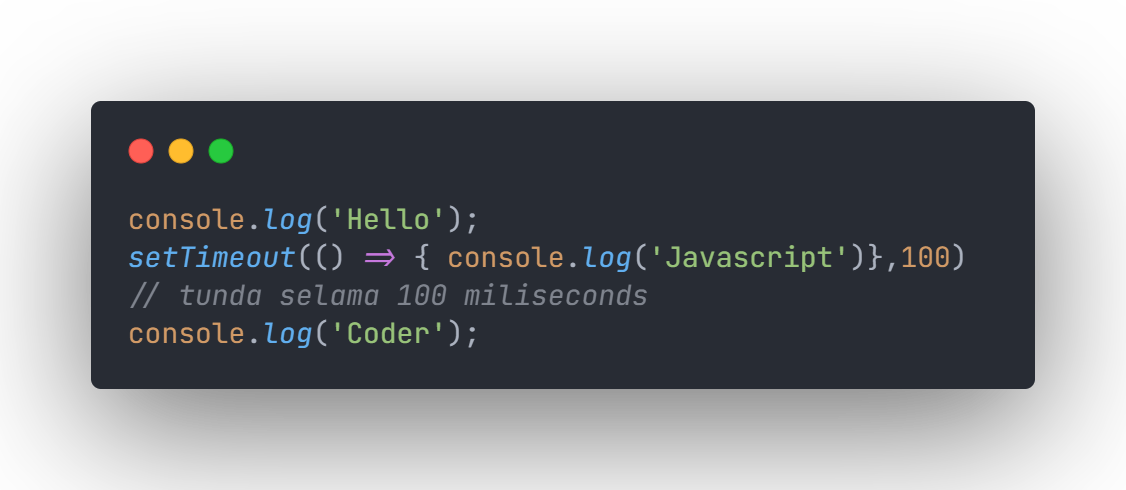 console.log('Hello');
setTimeout(() => { console.log('Javascript')},100)
// tunda selama 100 miliseconds
console.log('Coder');